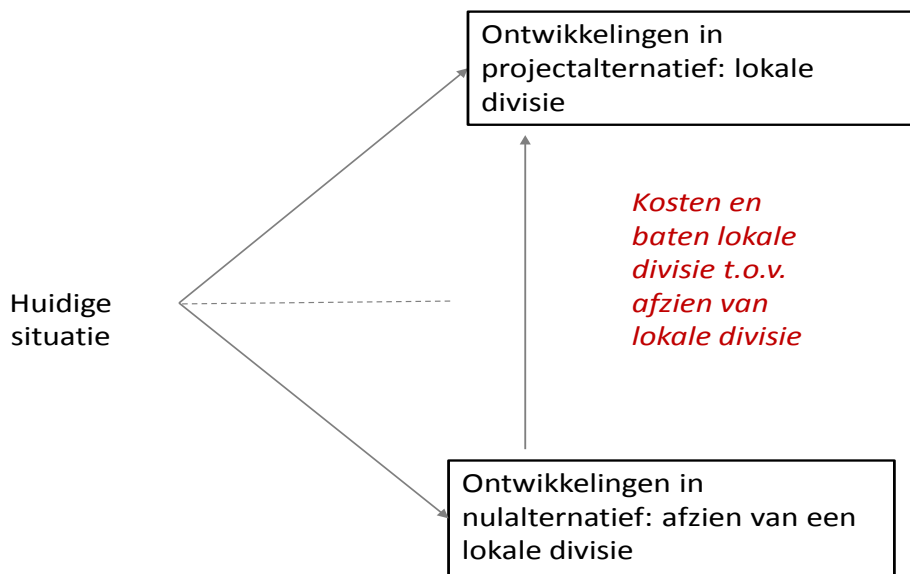 Ontwikkelingen in
projectalternatief: lokale
divisie
Kosten en
baten lokale
divisie t.o.v.
afzien van
lokale divisie
Huidige
situatie
Ontwikkelingen in
nulalternatief: afzien van een
lokale divisie